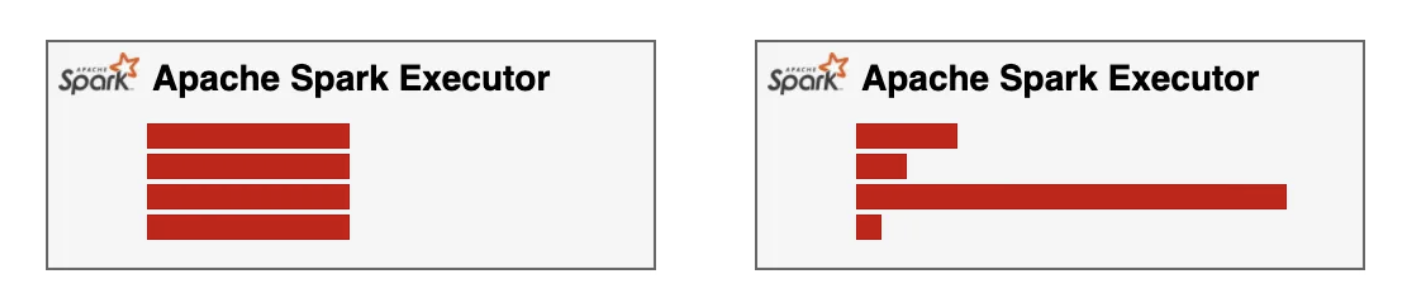 APACHE
Spark
Apache Spark Executor
APACHE
Spark
Apache Spark Executor